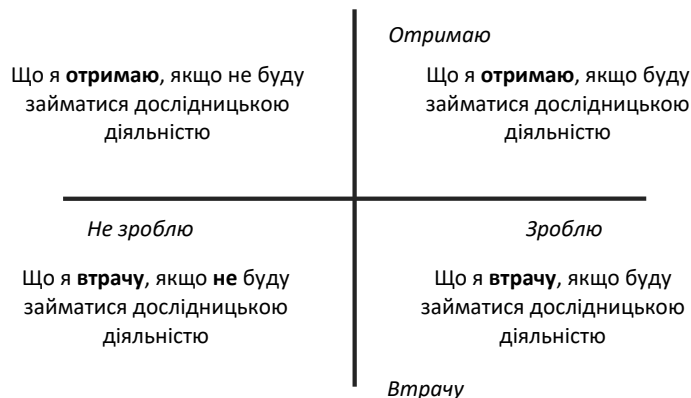 Отримаю
Що я отримаю, якщо не буду
займатися дослідницькою
діяльністю
Що я отримаю, якщо буду
займатися дослідницькою
діяльністю
Не зроблю
Зроблю
Що я втрачу, якщо не буду
займатися дослідницькою
діяльністю
Що я втрачу, якщо буду
займатися дослідницькою
діяльністю
Втрачу